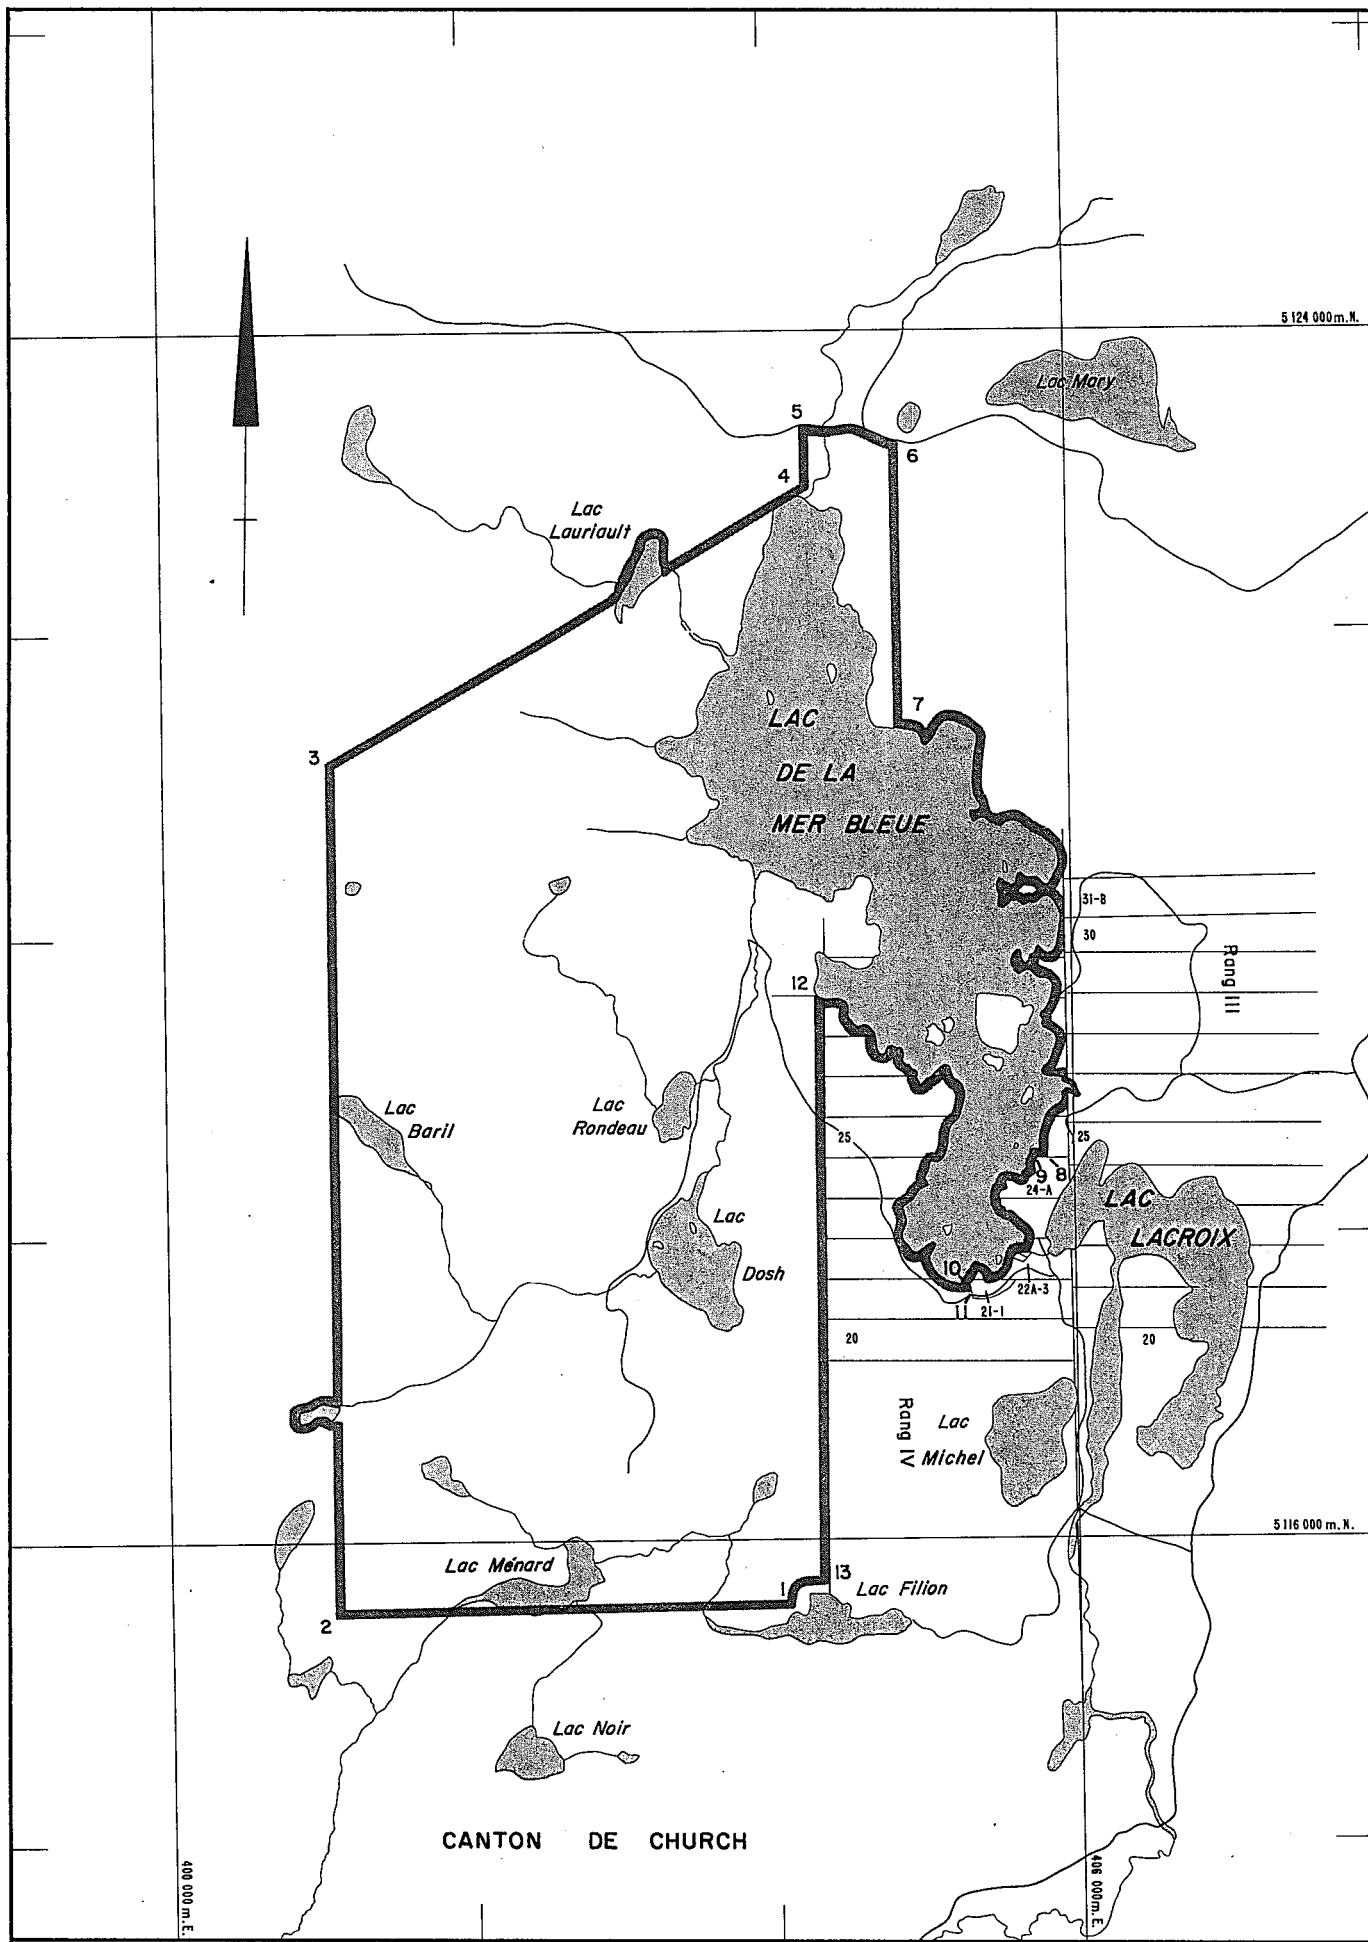 5 124 000 m.N.
Lac Mary
5
6
4
Lac
Lauriault
7
LAC
3
DE LA
MER BLEUE
31-B
30
Rang III
12
Lac
Baril
Lac
Rondeau
25
25
9
8
24-A
LAC
Lac
LACROIX
Dosh
10
22A-3
11
21-1
20
20
Rang IV
Lac
Michel
5 116 000 m.N.
Lac Ménard
13
1
Lac Filion
2
Lac Noir
CANTON DE CHURCH
400 000 m.E.
406 000 m.E.